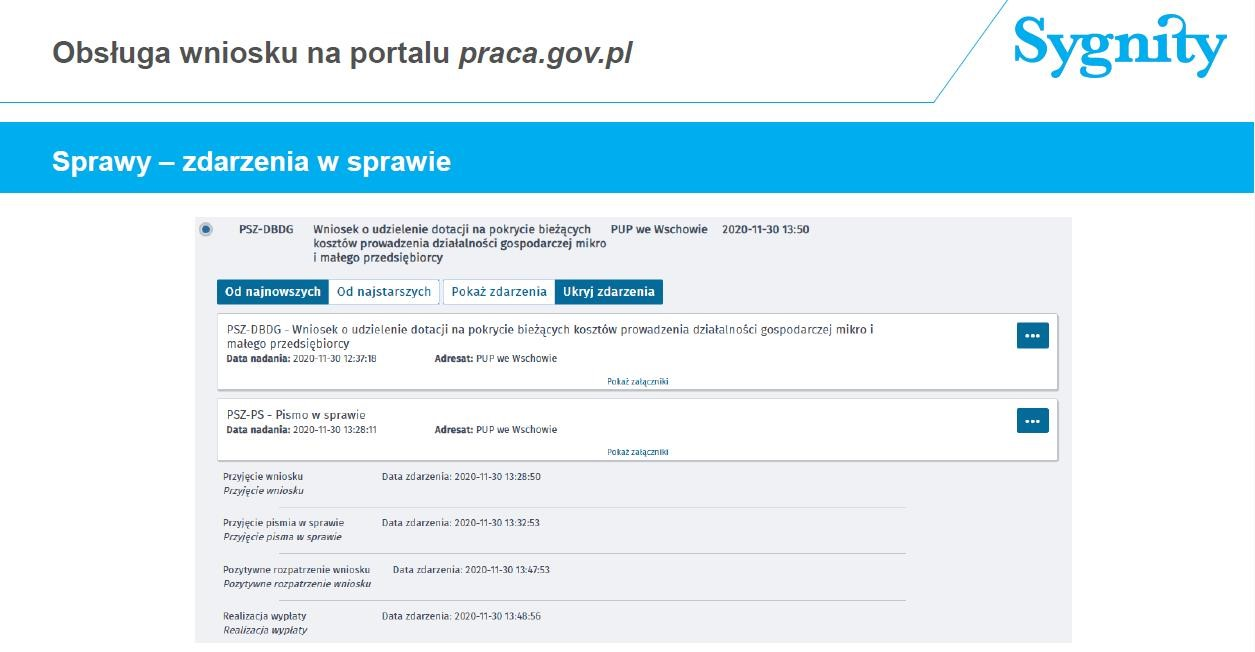 Obsługa wniosku na portalu praca.gov.pl
Sygnity
Sprawy – zdarzenia w sprawie
PSZ-DBDG Wniosek o udzielenie dotacji na pokrycie bieżących PUP we Wschowie 2020-11-30 13:50
kosztów prowadzenia działalności gospodarczej mikro
i małego przedsiębiorcy
Od najnowszych Od najstarszych Pokaż zdarzenia Ukryj zdarzenia
PSZ-DBDG - Wniosek o udzielenie dotacji na pokrycie bieżących kosztów prowadzenia działalności gospodarczej mikro i
małego przedsiębiorcy
Data nadania: 2020-11-30 12:37:18 Adresat: PUP we Wschowie
Pokaż załączniki
PSZ-PS - Pismo w sprawie
Data nadania: 2020-11-30 13:28:11 Adresat: PUP we Wschowie
Pokaż załączniki
Przyjęcie wniosku Data zdarzenia: 2020-11-30 13:28:50
Przyjęcie wniosku
Przyjęcie pismia w sprawie Data zdarzenia: 2020-11-30 13:32:53
Przyjęcie pisma w sprawie
Pozytywne rozpatrzenie wniosku Data zdarzenia: 2020-11-30 13:47:53
Pozytywne rozpatrzenie wniosku
Realizacja wypłaty Data zdarzenia: 2020-11-30 13:48:56
Realizacja wypłaty